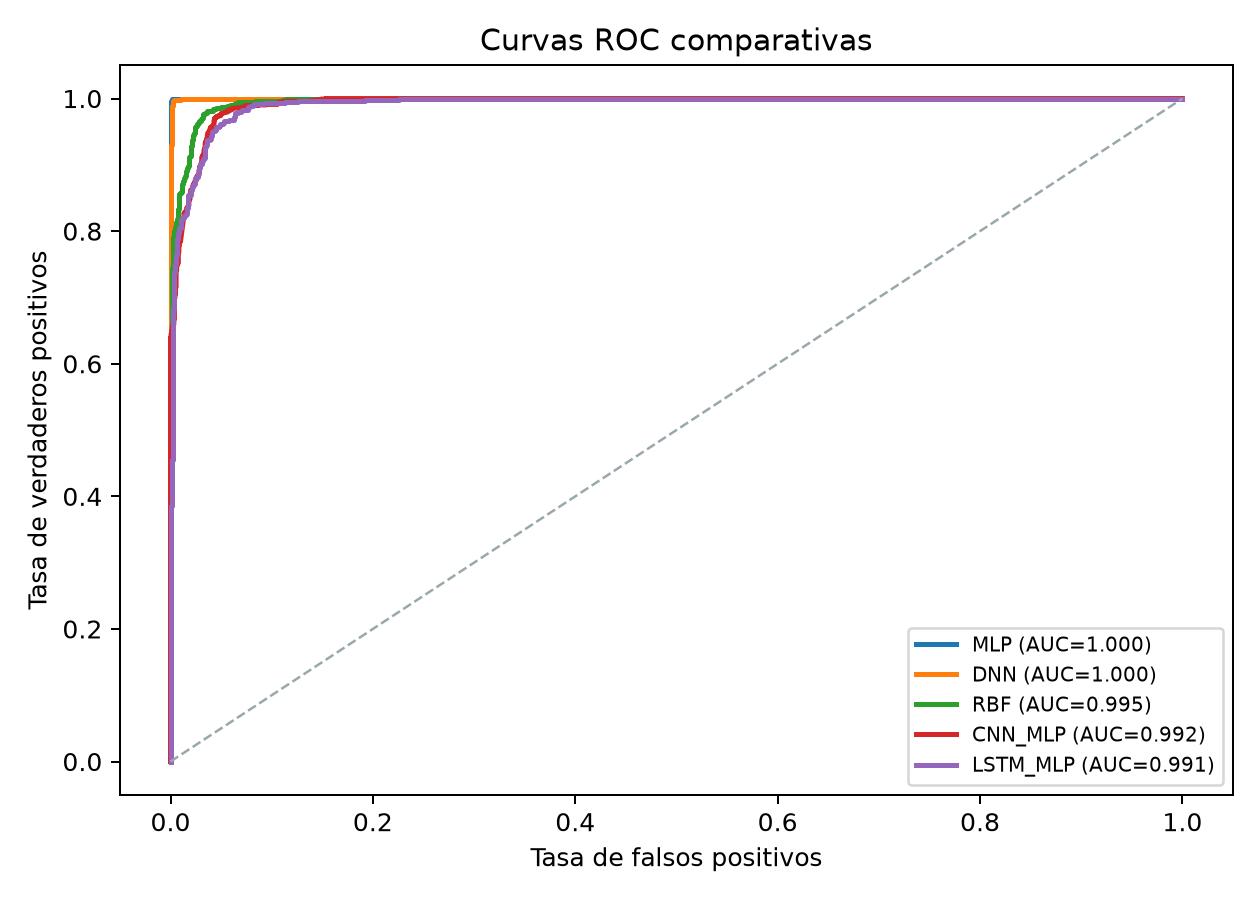 Curvas ROC comparativas
1.0
0.8
0.6
0.4
0.2
0.0
Tasa de verdaderos positivos
0.0 0.2 0.4 0.6 0.8 1.0
Tasa de falsos positivos
MLP (AUC=1.000)
DNN (AUC=1.000)
RBF (AUC=0.995)
CNN_MLP (AUC=0.992)
LSTM_MLP (AUC=0.991)